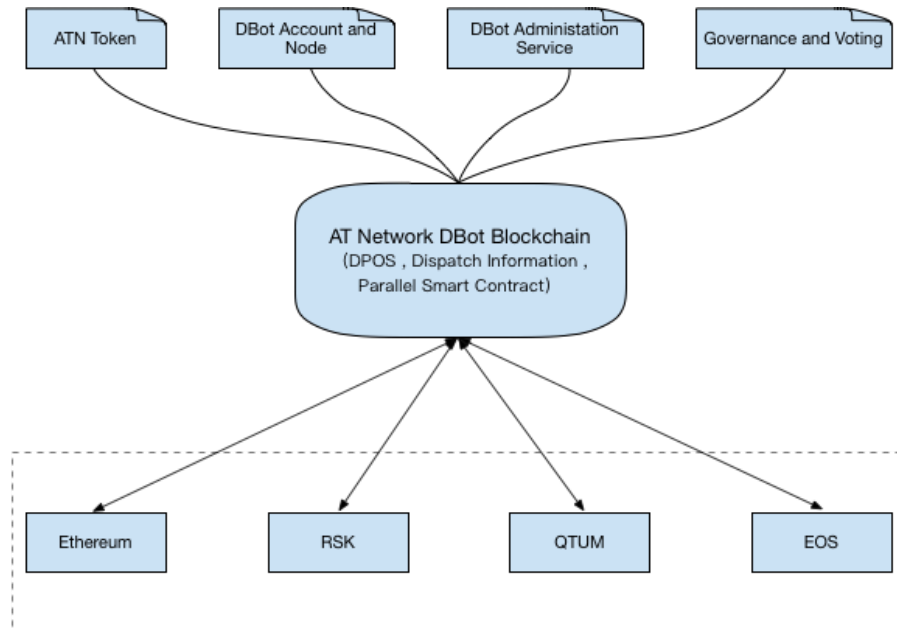 ATN Token
DBot Account and
Node
DBot Administation
Service
Governance and Voting
AT Network DBot Blockchain
（DPOS , Dispatch Information ,
Parallel Smart Contract）
Ethereum
RSK
QTUM
EOS